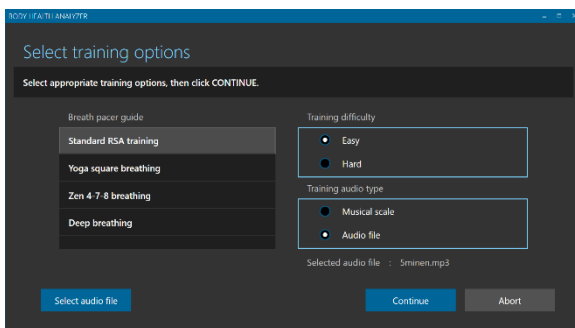 BODY HEALTH ANALYZER
Select training options
Select appropriate training options, then click CONTINUE.
Breath pacer guide
Standard RSA training
Yoga square breathing
Zen 4-7-8 breathing
Deep breathing
Training difficulty
Easy
Hard
Training audio type
Musical scale
Audio file
Selected audio file : 5minen.mp3
Select audio file
Continue
Abort